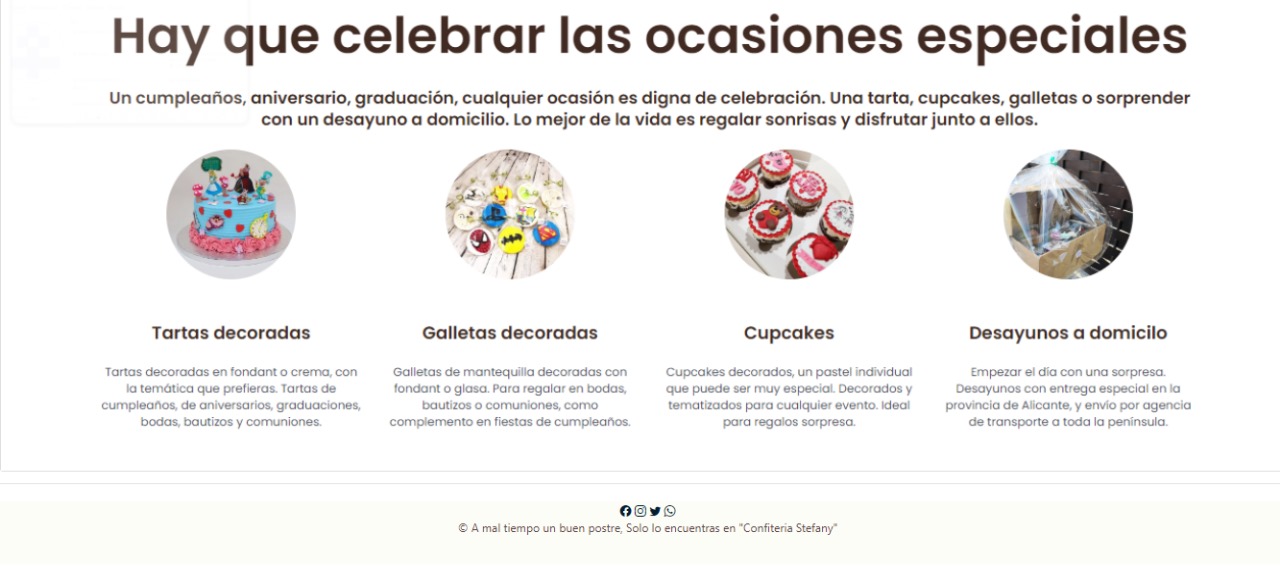 Hay que celebrar las ocasiones especiales
Un cumpleaños, aniversario, graduación, cualquier ocasión es digna de celebración. Una tarta, cupcakes, galletas o sorprender
con un desayuno a domicilio. Lo mejor de la vida es regalar sonrisas y disfrutar junto a ellos.
Tartas decoradas
Tartas decoradas en fondant o crema, con
la temática que prefieras. Tartas de
cumpleaños, de aniversarios, graduaciones,
bodas, bautizos y comuniones.
Galletas decoradas
Galletas de mantequilla decoradas con
fondant o glasa. Para regalar en bodas,
bautizos o comuniones, como
complemento en fiestas de cumpleaños.
Cupcakes
Cupcakes decorados, un pastel individual
que puede ser muy especial. Decorados y
tematizados para cualquier evento. Ideal
para regalos sorpresa.
Desayunos a domicilo
Empezar el día con una sorpresa.
Desayunos con entrega especial en la
provincia de Alicante, y envío por agencia
de transporte a toda la península.
© A mal tiempo un buen postre, Solo lo encuentras en "Confiteria Stefany"